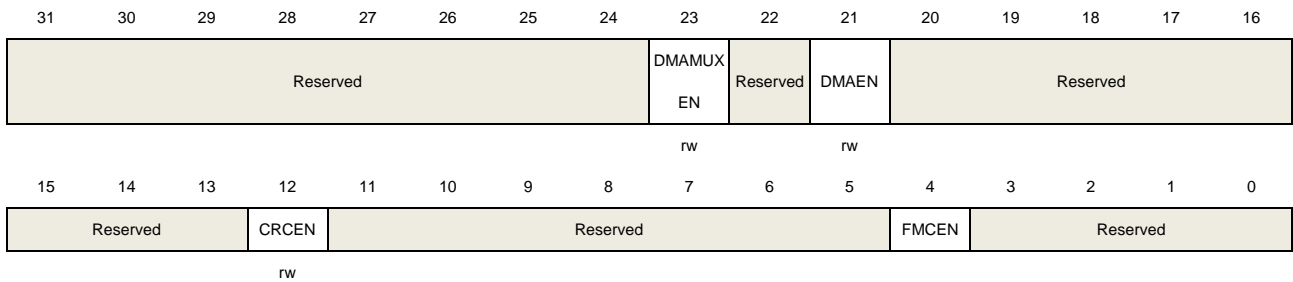 31 30 29 28 27 26 25 24 23 22 21 20 19 18 17 16
Reserved DMAMUX EN Reserved DMAEN Reserved
rw rw
15 14 13 12 11 10 9 8 7 6 5 4 3 2 1 0
Reserved CRCEN Reserved FMCEN Reserved
rw